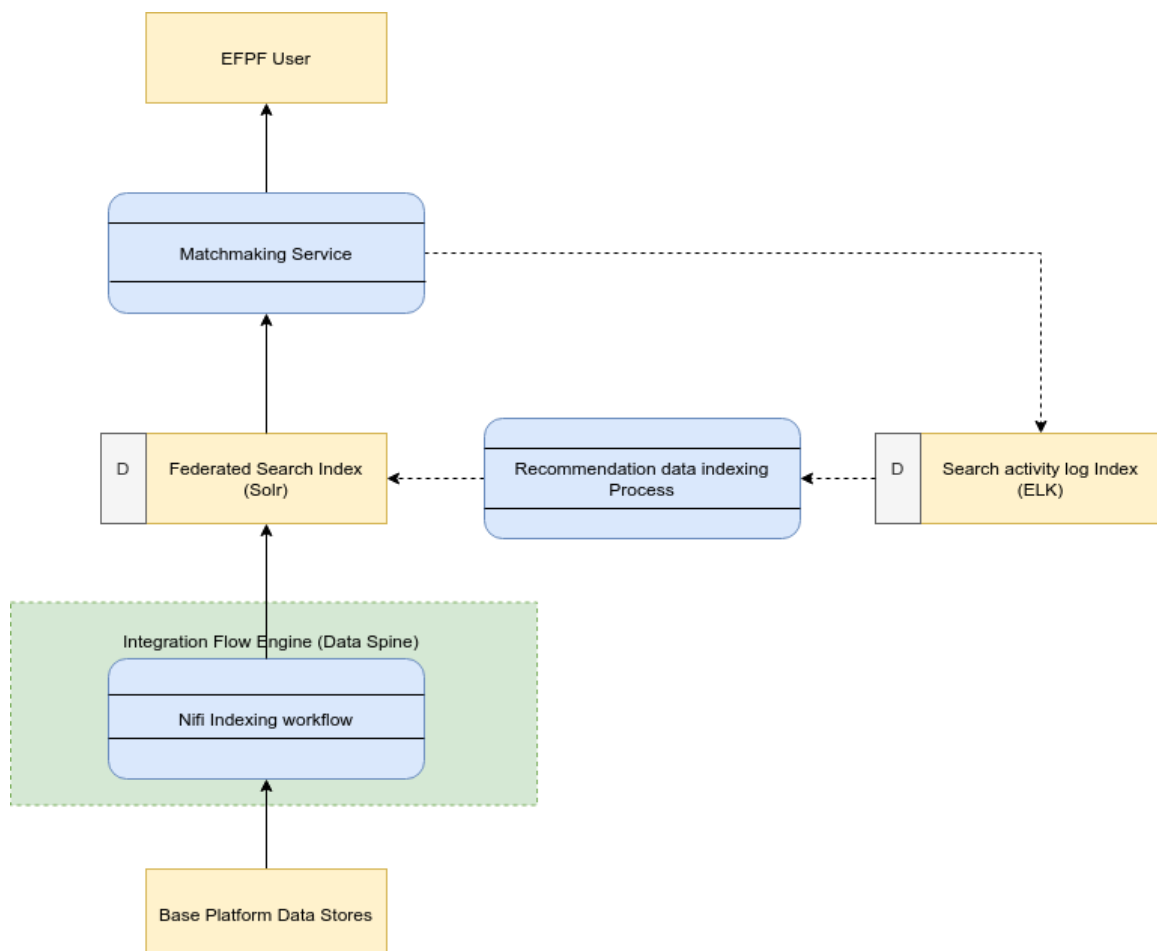 EFPF User
Matchmaking Service
D
Federated Search Index
(Solr)
Recommendation data indexing
Process
D
Search activity log Index
(ELK)
Integration Flow Engine (Data Spine)
Nifi Indexing workflow
Base Platform Data Stores